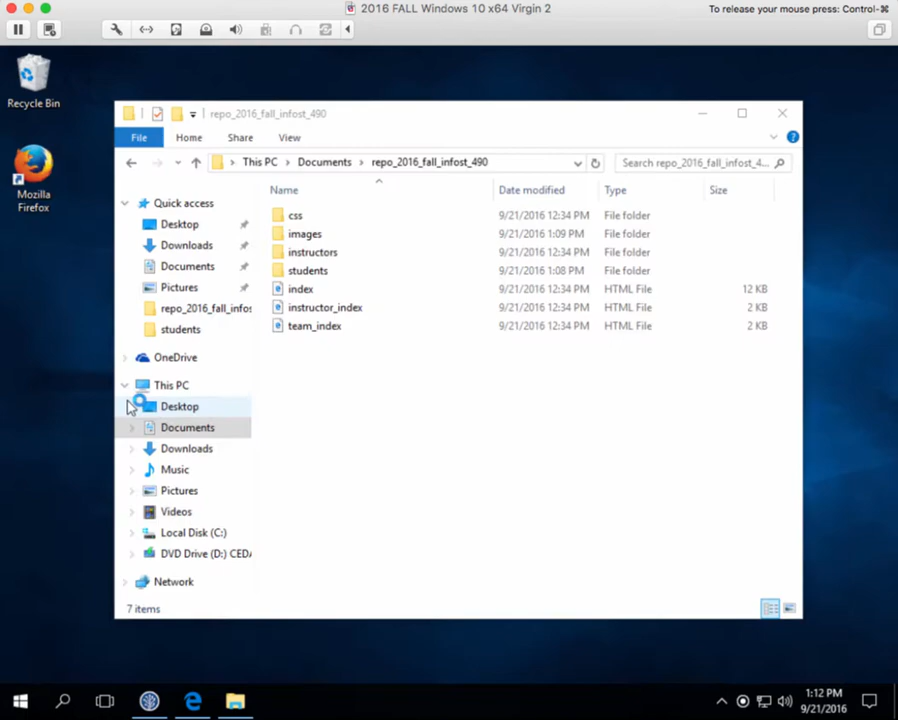 2016 FALL Windows 10 x64 Virgin 2
To release your mouse press: Control-⌘
Recycle Bin
Mozilla
Firefox
repo_2016_fall_infost_490
File Home Share View
This PC > Documents > repo_2016_fall_infost_490
Search repo_2016_fall_infost_4...
Name Date modified Type Size
Quick access
Desktop
Downloads
Documents
Pictures
repo_2016_fall_infos
students
OneDrive
This PC
Desktop
Documents
Downloads
Music
Pictures
Videos
Local Disk (C:)
DVD Drive (D:) CEDA
Network
css 9/21/2016 12:34 PM File folder
images 9/21/2016 1:09 PM File folder
instructors 9/21/2016 12:34 PM File folder
students 9/21/2016 1:08 PM File folder
index 9/21/2016 12:34 PM HTML File 12 KB
instructor_index 9/21/2016 12:34 PM HTML File 2 KB
team_index 9/21/2016 12:34 PM HTML File 2 KB
7 items
1:12 PM
9/21/2016